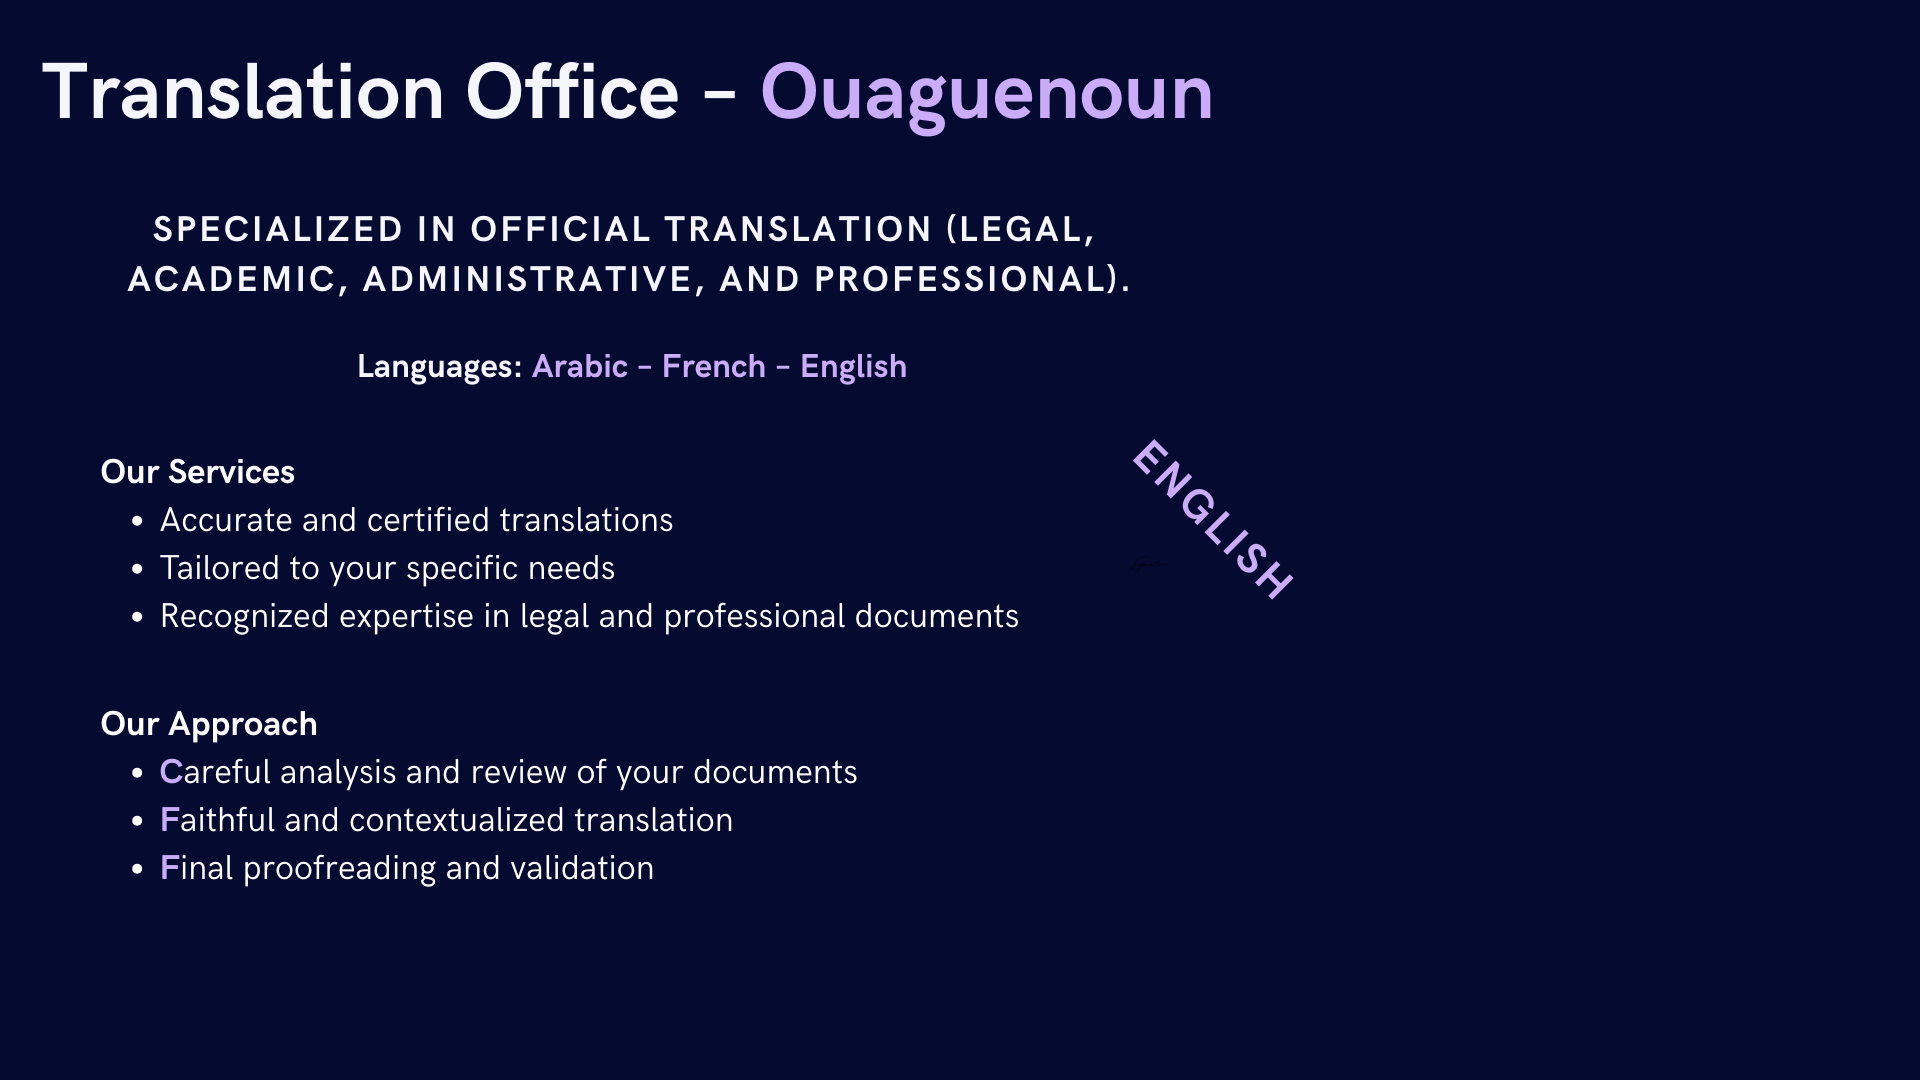 Translation Office – Ouaguenoun
SPECIALIZED IN OFFICIAL TRANSLATION (LEGAL,
ACADEMIC, ADMINISTRATIVE, AND PROFESSIONAL).
Languages: Arabic – French – English
Our Services
• Accurate and certified translations
• Tailored to your specific needs
• Recognized expertise in legal and professional documents
ENGLISH
Our Approach
• Careful analysis and review of your documents
• Faithful and contextualized translation
• Final proofreading and validation